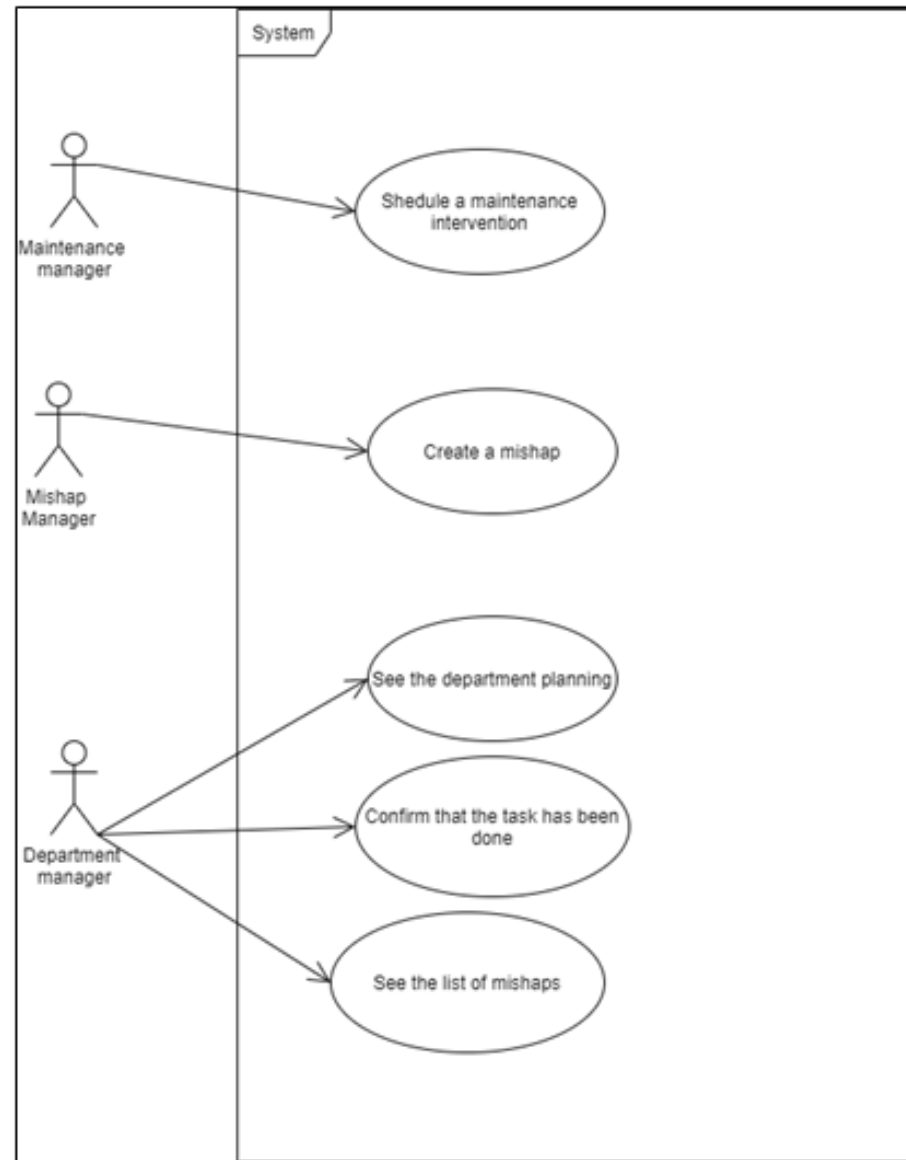 System
Shedule a maintenance
intervention
Maintenance
manager
Create a mishap
Mishap
Manager
See the department planning
Confirm that the task has been
done
Department
manager
See the list of mishaps